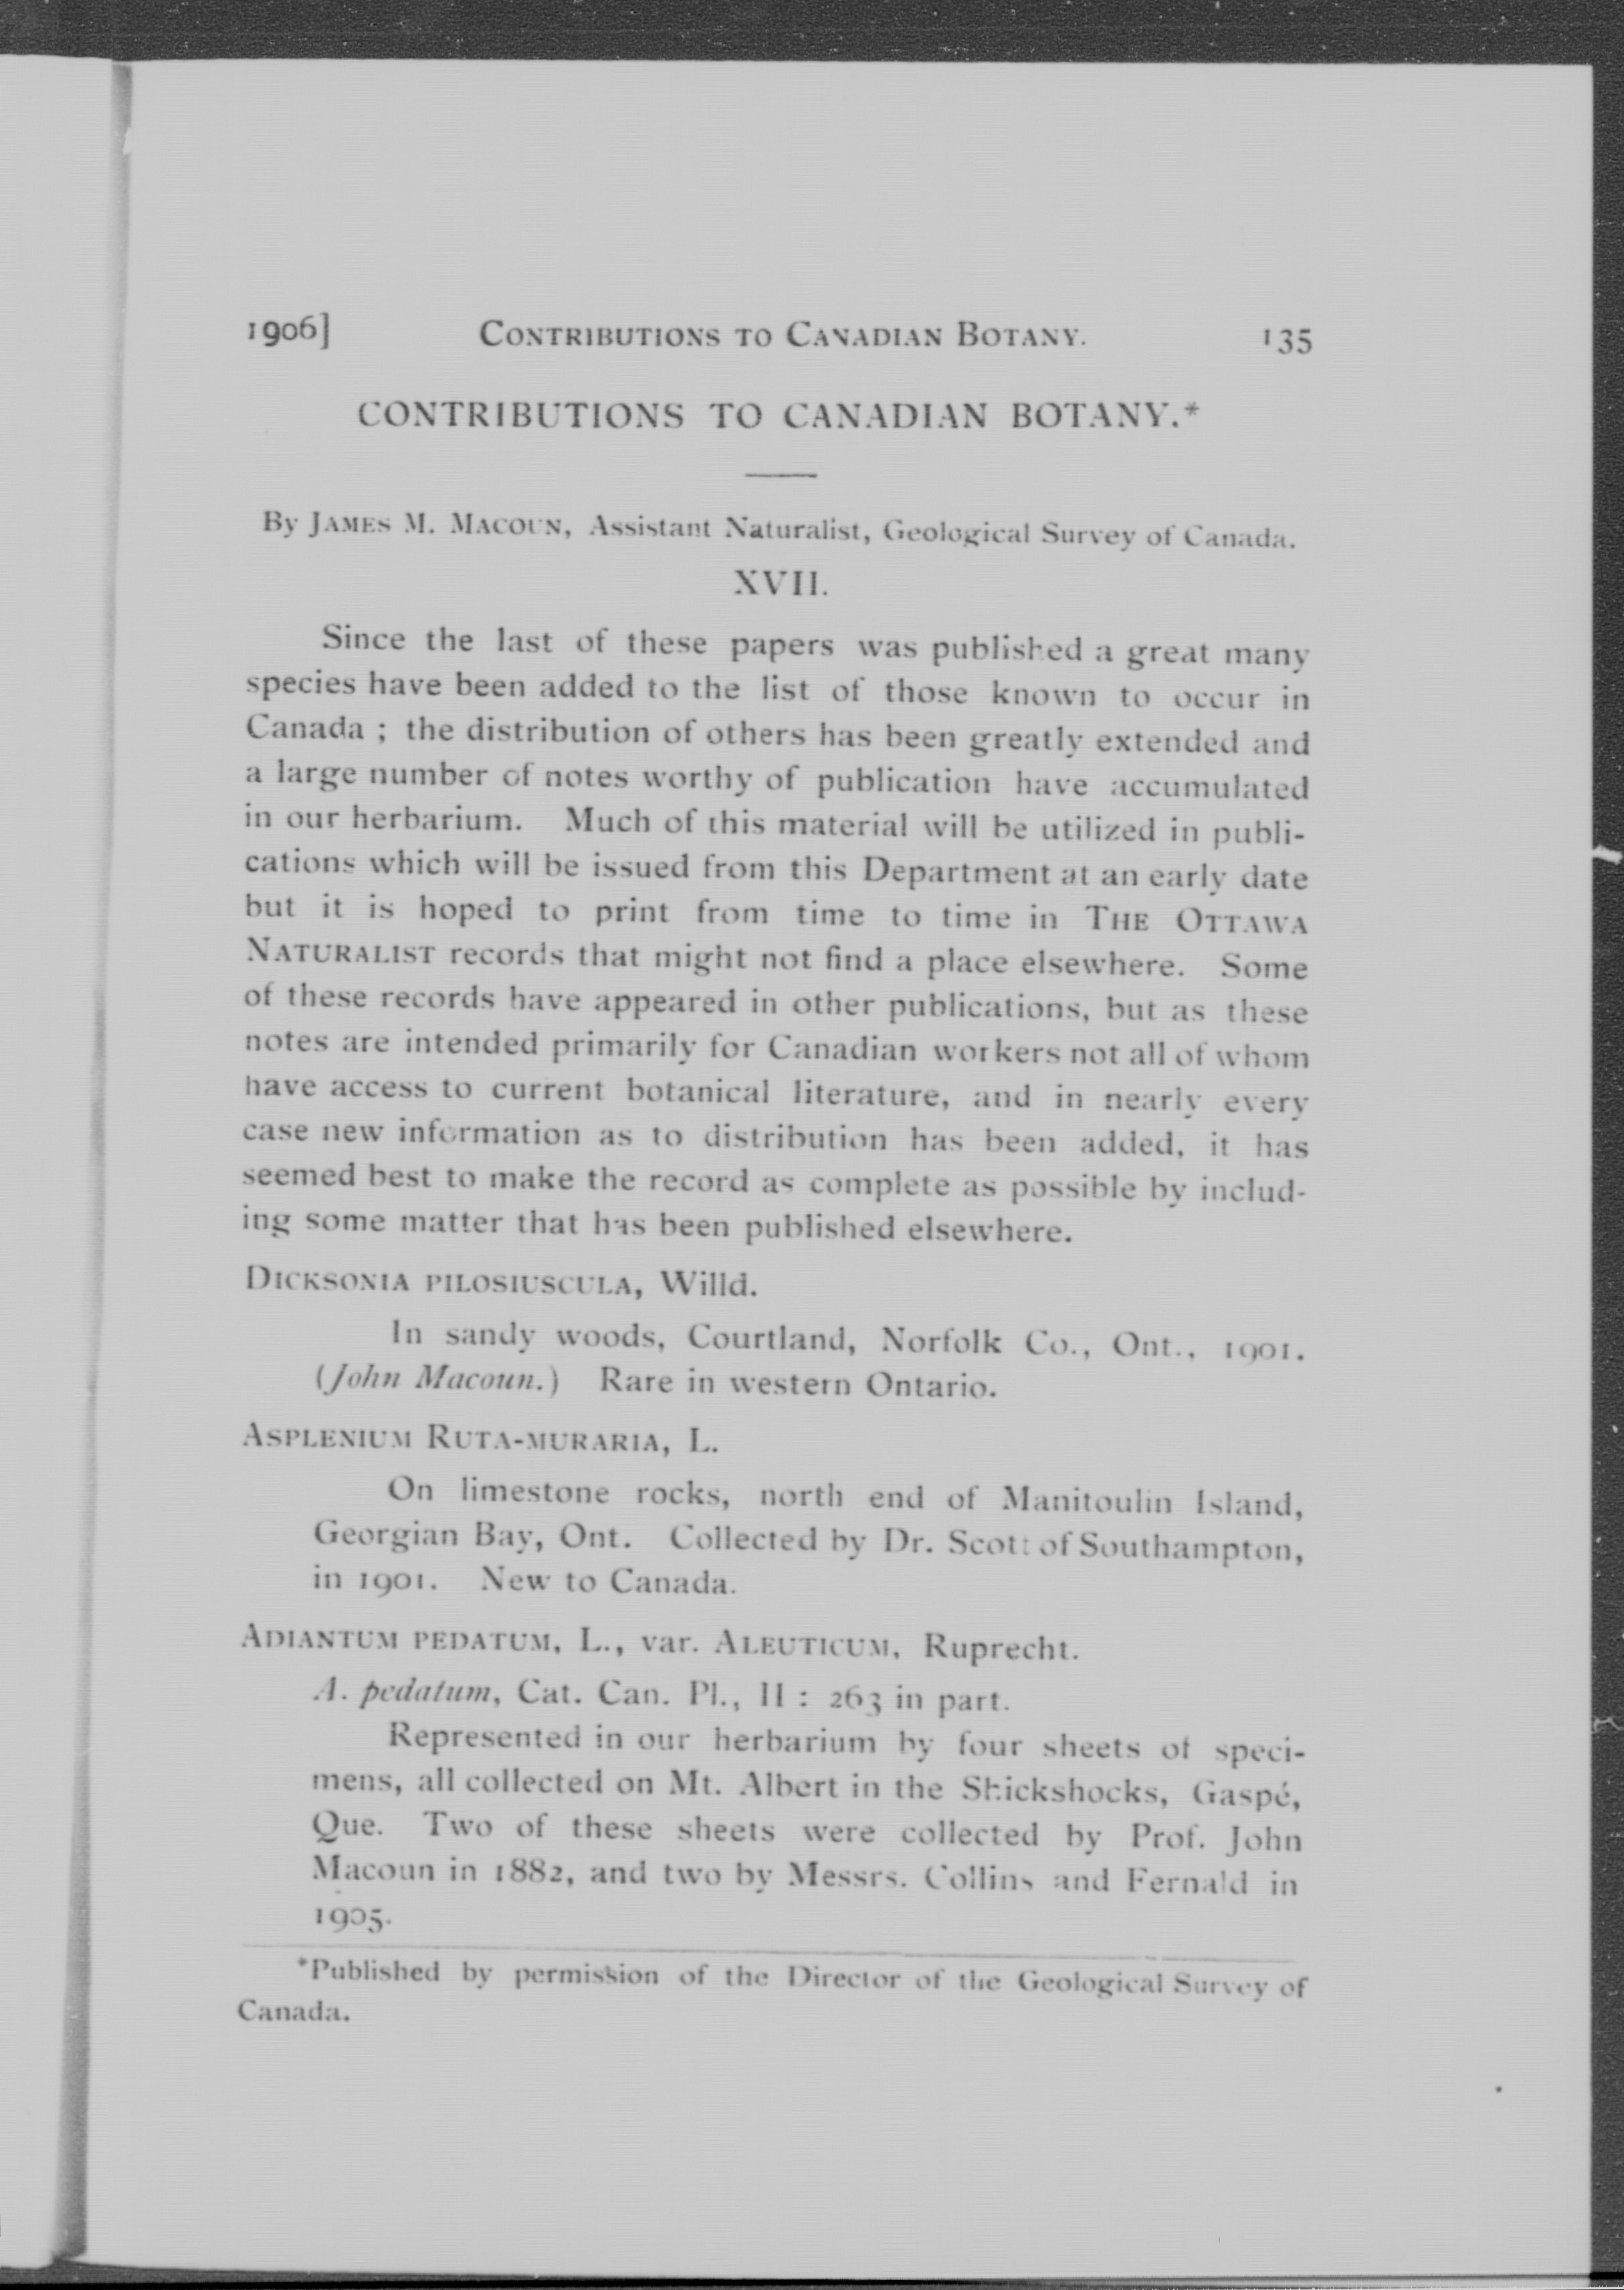 1906] CONTRIBUTIONS TO CANADIAN BOTANY. 135
CONTRIBUTIONS TO CANADIAN BOTANY.*
By JAMES M. MACOUN, Assistant Naturalist, Geological Survey of Canada.
XVII.
Since the last of these papers was published a great many
species have been added to the list of those known to occur in
Canada ; the distribution of others has been greatly extended and
a large number of notes worthy of publication have accumulated
in our herbarium. Much of this material will be utilized in publi-
cations which will be issued from this Department at an early date
but it is hoped to print from time to time in THE OTTAWA
NATURALIST records that might not find a place elsewhere. Some
of these records have appeared in other publications, but as these
notes are intended primarily for Canadian workers not all of whom
have access to current botanical literature, and in nearly every
case new information as to distribution has been added, it has
seemed best to make the record as complete as possible by includ-
ing some matter that has been published elsewhere.
DICKSONIA PILOSIUSCULA, Willd.
In sandy woods, Courtland, Norfolk Co., Ont., 1901.
(John Macoun.) Rare in western Ontario.
ASPLENIUM RUTA-MURARIA, L.
On limestone rocks, north end of Manitoulin Island,
Georgian Bay, Ont. Collected by Dr. Scott of Southampton,
in 1901. New to Canada.
ADIANTUM PEDATUM, L., var. ALEUTICUM, Ruprecht.
A. pedatum, Cat. Can. Pl., II : 263 in part.
Represented in our herbarium by four sheets of speci-
mens, all collected on Mt. Albert in the Shickshocks, Gaspé,
Que. Two of these sheets were collected by Prof. John
Macoun in 1882, and two by Messrs. Collins and Fernald in
1905.
*Published by permission of the Director of the Geological Survey of
Canada.